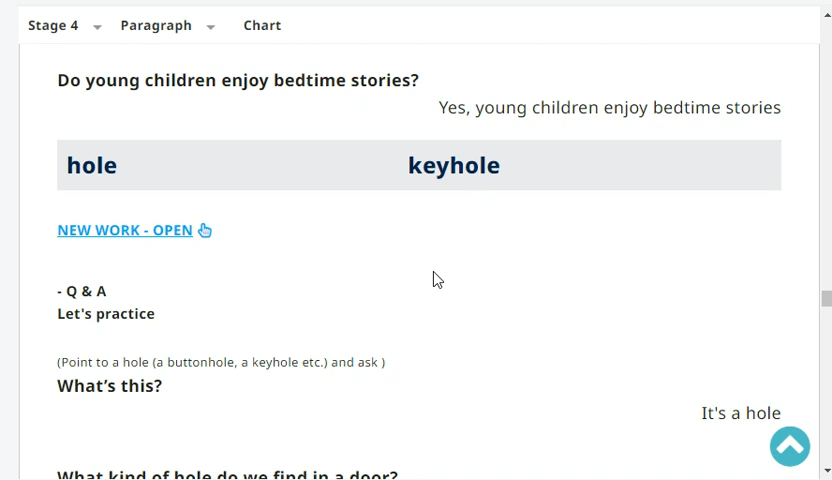 Stage 4 Paragraph Chart
Do young children enjoy bedtime stories?
Yes, young children enjoy bedtime stories
hole keyhole
NEW WORK - OPEN
- Q & A
Let's practice
(Point to a hole (a buttonhole, a keyhole etc.) and ask )
What’s this?
It's a hole
What kind of hole do we find in a door?